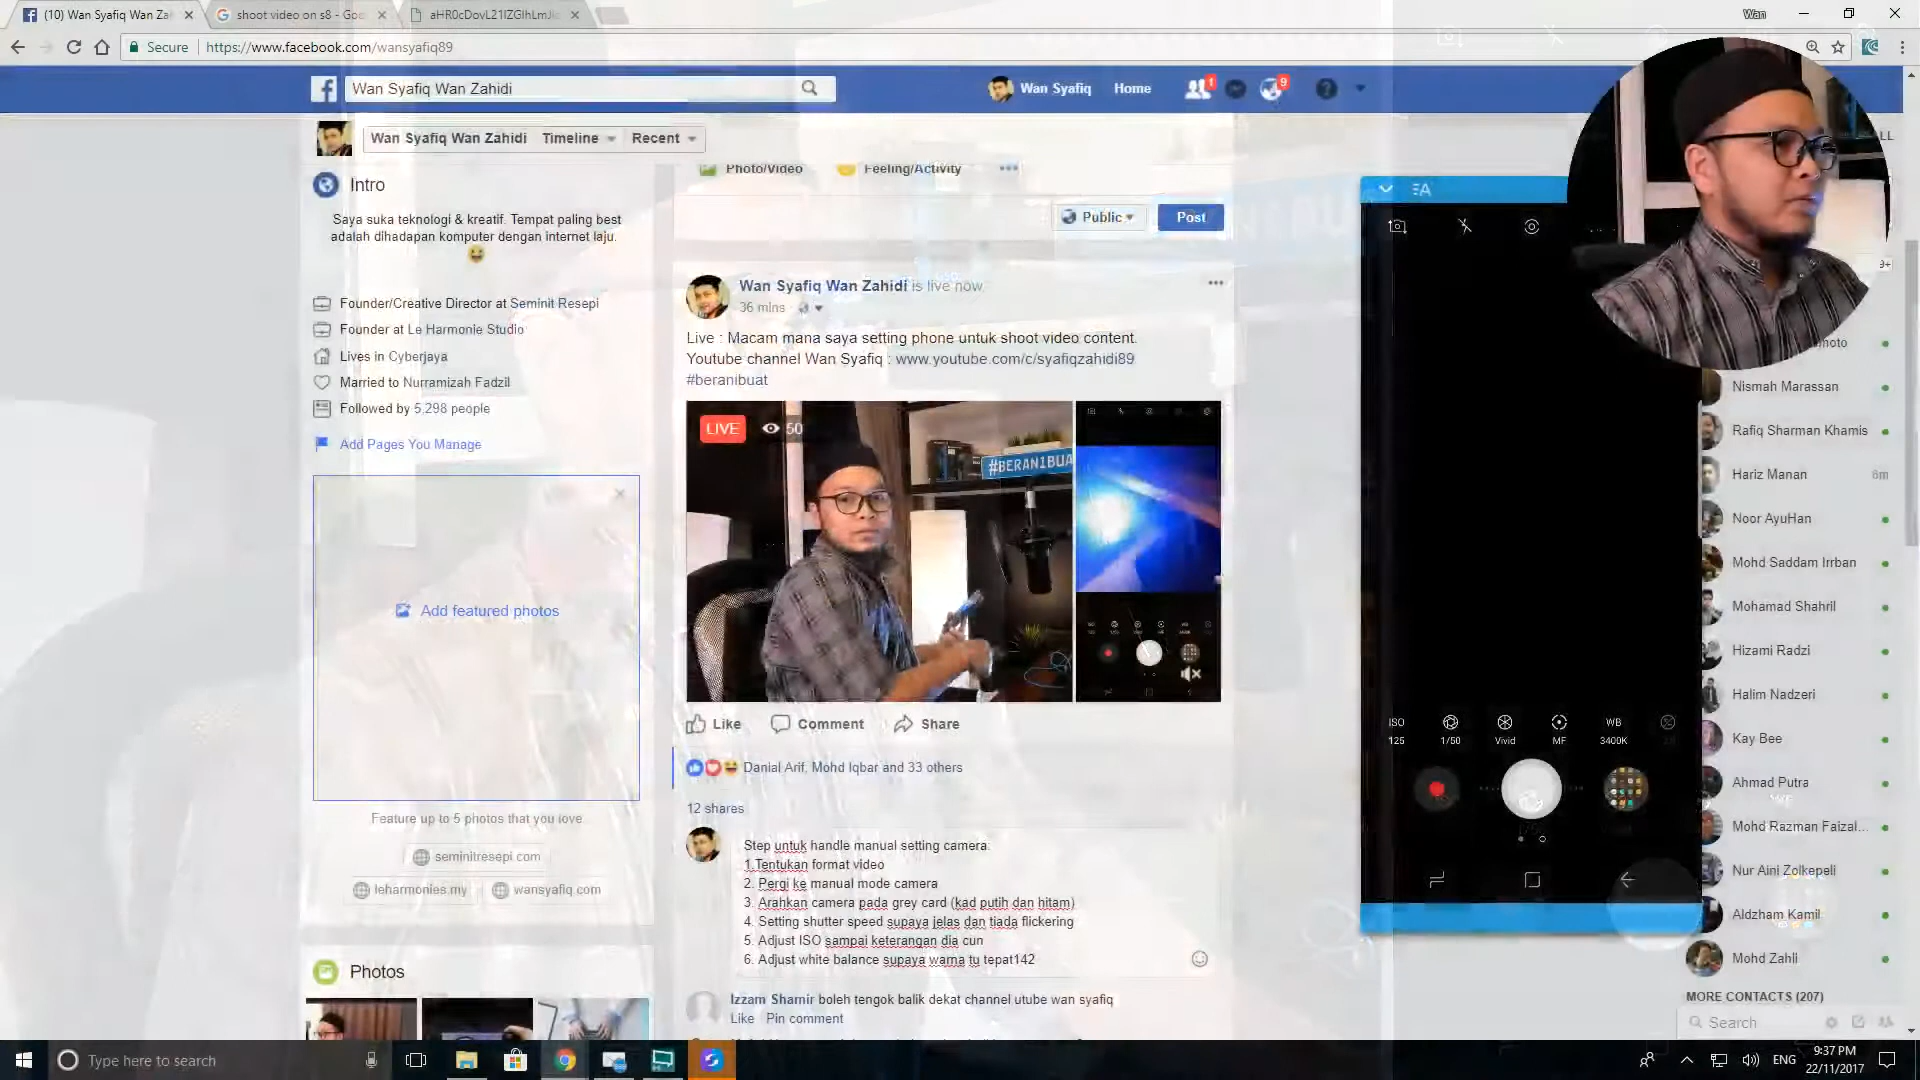 (10) Wan Syafiq Wan Za
shoot video on s8 - Goo
aHR0cDovL21lZGlhLmJ
Wan
Secure
https://www.facebook.com/wansyafiq89
Wan Syafiq Wan Zahidi
Wan Syafiq
Home
1
9
Wan Syafiq Wan Zahidi
Timeline
Recent
Photo/Video
Feeling/Activity
Intro
Saya suka teknologi & kreatif. Tempat paling best
adalah dihadapan komputer dengan internet laju.
Public
Post
Founder/Creative Director at Seminit Resepi
Founder at Le Harmonie Studio
Lives in Cyberjaya
Married to Nurramizah Fadzil
Followed by 5,298 people
Add Pages You Manage
Add featured photos
Feature up to 5 photos that you love
seminitresepi.com
leharmonies.my
wansyafiq.com
Photos
Wan Syafiq Wan Zahidi is live now.
36 mins
Live : Macam mana saya setting phone untuk shoot video content.
Youtube channel Wan Syafiq : www.youtube.com/c/syafiqzahidi89
#beranibuat
LIVE
50
#BERANIBUA
Like
Comment
Share
Danial Arif, Mohd Iqbar and 33 others
12 shares
Step untuk handle manual setting camera:
1.Tentukan format video
2. Pergi ke manual mode camera
3. Arahkan camera pada grey card (kad putih dan hitam)
4. Setting shutter speed supaya jelas dan tiada flickering
5. Adjust ISO sampai keterangan dia cun
6. Adjust white balance supaya warna tu tepat142
Izzam Shamir boleh tengok balik dekat channel utube wan syafiq
Like
Pin comment
ISO
125
1/50
Vivid
MF
WB
3400K
9+
Nismah Marassan
Rafiq Sharman Khamis
Hariz Manan
6m
Noor AyuHan
Mohd Saddam Irrban
Mohamad Shahril
Hizami Radzi
Halim Nadzeri
Kay Bee
Ahmad Putra
Mohd Razman Faizal...
Nur Aini Zolkepeli
Aldzham Kamil
Mohd Zahli
MORE CONTACTS (207)
Search
Type here to search
ENG
9:37 PM
22/11/2017